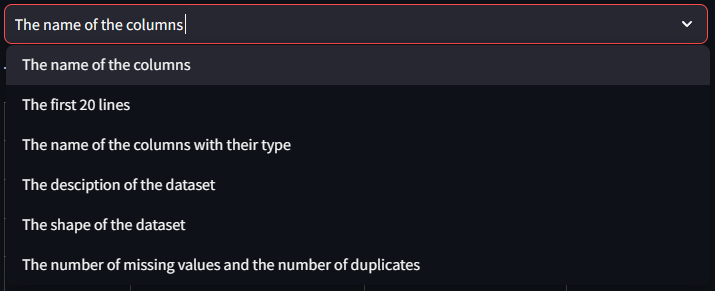 The name of the columns
The name of the columns
The first 20 lines
The name of the columns with their type
The desciption of the dataset
The shape of the dataset
The number of missing values and the number of duplicates